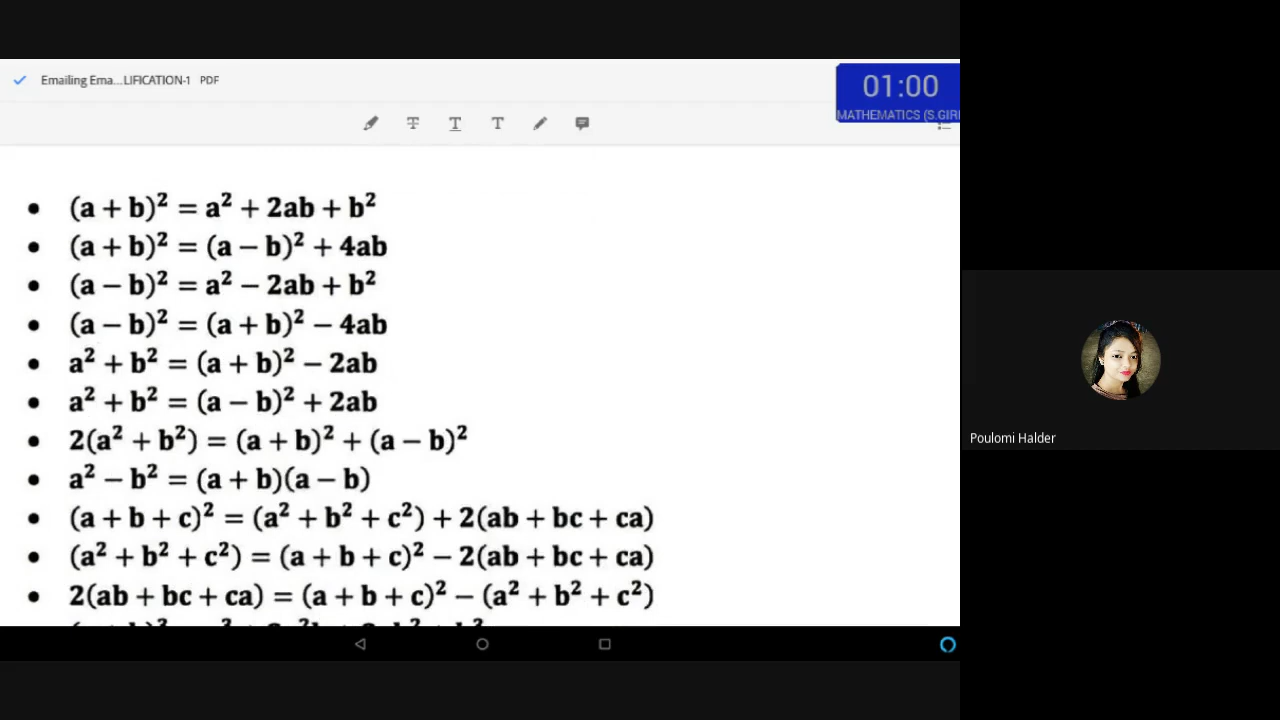 Emailing Ema...LIFICATION-1 PDF
01:00
MATHEMATICS (S.GIR
• (a + b)² = a² + 2ab + b²
• (a + b)² = (a − b)² + 4ab
• (a − b)² = a² − 2ab + b²
• (a − b)² = (a + b)² − 4ab
• a² + b² = (a + b)² − 2ab
• a² + b² = (a − b)² + 2ab
• 2(a² + b²) = (a + b)² + (a − b)²
• a² − b² = (a + b)(a − b)
• (a + b + c)² = (a² + b² + c²) + 2(ab + bc + ca)
• (a² + b² + c²) = (a + b + c)² − 2(ab + bc + ca)
• 2(ab + bc + ca) = (a + b + c)² − (a² + b² + c²)
Poulomi Halder